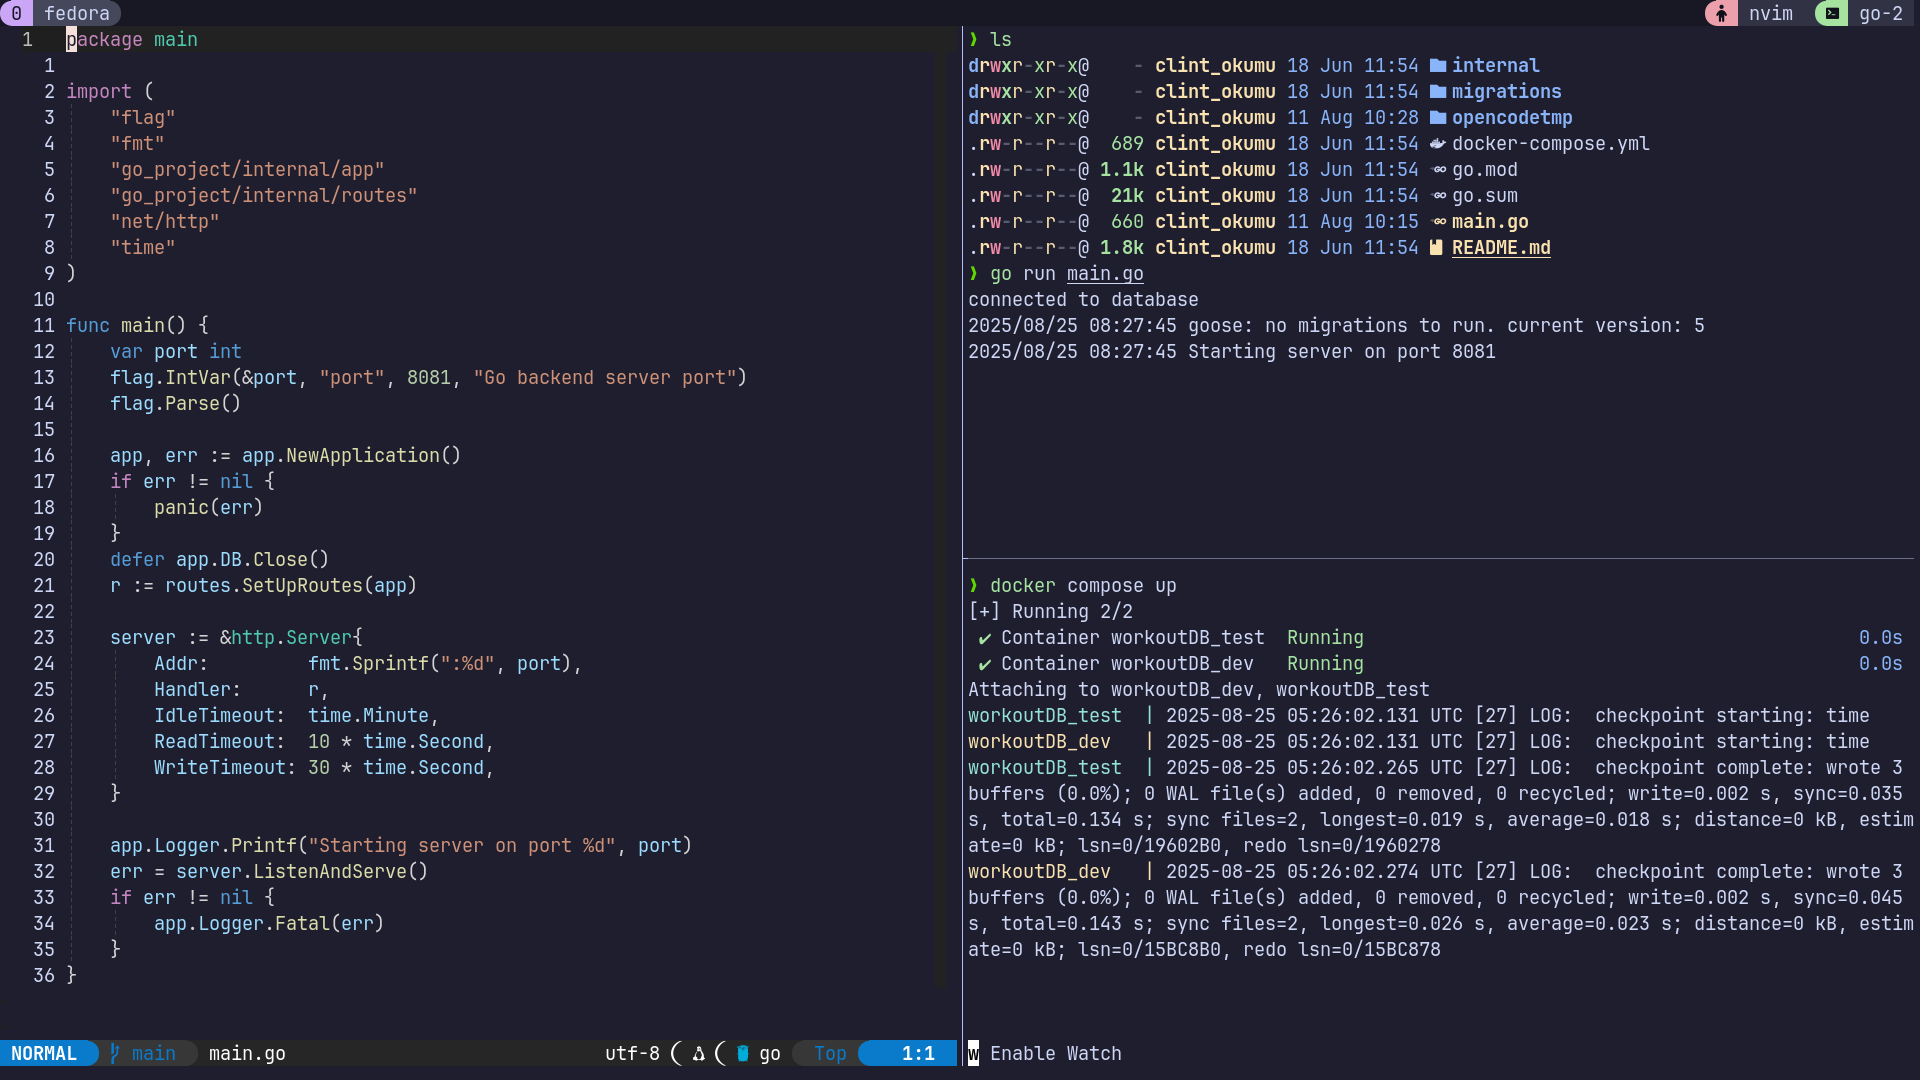 0 fedora
nvim go-2
1 package main
1
2 import (
3     "flag"
4     "fmt"
5     "go_project/internal/app"
6     "go_project/internal/routes"
7     "net/http"
8     "time"
9 )
10
11 func main() {
12     var port int
13     flag.IntVar(&port, "port", 8081, "Go backend server port")
14     flag.Parse()
15
16     app, err := app.NewApplication()
17     if err != nil {
18         panic(err)
19     }
20     defer app.DB.Close()
21     r := routes.SetUpRoutes(app)
22
23     server := &http.Server{
24         Addr:         fmt.Sprintf(":%d", port),
25         Handler:      r,
26         IdleTimeout:  time.Minute,
27         ReadTimeout:  10 * time.Second,
28         WriteTimeout: 30 * time.Second,
29     }
30
31     app.Logger.Printf("Starting server on port %d", port)
32     err = server.ListenAndServe()
33     if err != nil {
34         app.Logger.Fatal(err)
35     }
36 }
NORMAL main main.go utf-8 go Top 1:1
❯ ls
drwxr-xr-x@    - clint_okumu 18 Jun 11:54 internal
drwxr-xr-x@    - clint_okumu 18 Jun 11:54 migrations
drwxr-xr-x@    - clint_okumu 11 Aug 10:28 opencodetmp
.rw-r--r--@  689 clint_okumu 18 Jun 11:54 docker-compose.yml
.rw-r--r--@ 1.1k clint_okumu 18 Jun 11:54 go.mod
.rw-r--r--@  21k clint_okumu 18 Jun 11:54 go.sum
.rw-r--r--@  660 clint_okumu 11 Aug 10:15 main.go
.rw-r--r--@ 1.8k clint_okumu 18 Jun 11:54 README.md
❯ go run main.go
connected to database
2025/08/25 08:27:45 goose: no migrations to run. current version: 5
2025/08/25 08:27:45 Starting server on port 8081
❯ docker compose up
[+] Running 2/2
✔ Container workoutDB_test  Running 0.0s
✔ Container workoutDB_dev   Running 0.0s
Attaching to workoutDB_dev, workoutDB_test
workoutDB_test  | 2025-08-25 05:26:02.131 UTC [27] LOG:  checkpoint starting: time
workoutDB_dev   | 2025-08-25 05:26:02.131 UTC [27] LOG:  checkpoint starting: time
workoutDB_test  | 2025-08-25 05:26:02.265 UTC [27] LOG:  checkpoint complete: wrote 3
buffers (0.0%); 0 WAL file(s) added, 0 removed, 0 recycled; write=0.002 s, sync=0.035
s, total=0.134 s; sync files=2, longest=0.019 s, average=0.018 s; distance=0 kB, estim
ate=0 kB; lsn=0/19602B0, redo lsn=0/1960278
workoutDB_dev   | 2025-08-25 05:26:02.274 UTC [27] LOG:  checkpoint complete: wrote 3
buffers (0.0%); 0 WAL file(s) added, 0 removed, 0 recycled; write=0.002 s, sync=0.045
s, total=0.143 s; sync files=2, longest=0.026 s, average=0.023 s; distance=0 kB, estim
ate=0 kB; lsn=0/15BC8B0, redo lsn=0/15BC878
w Enable Watch